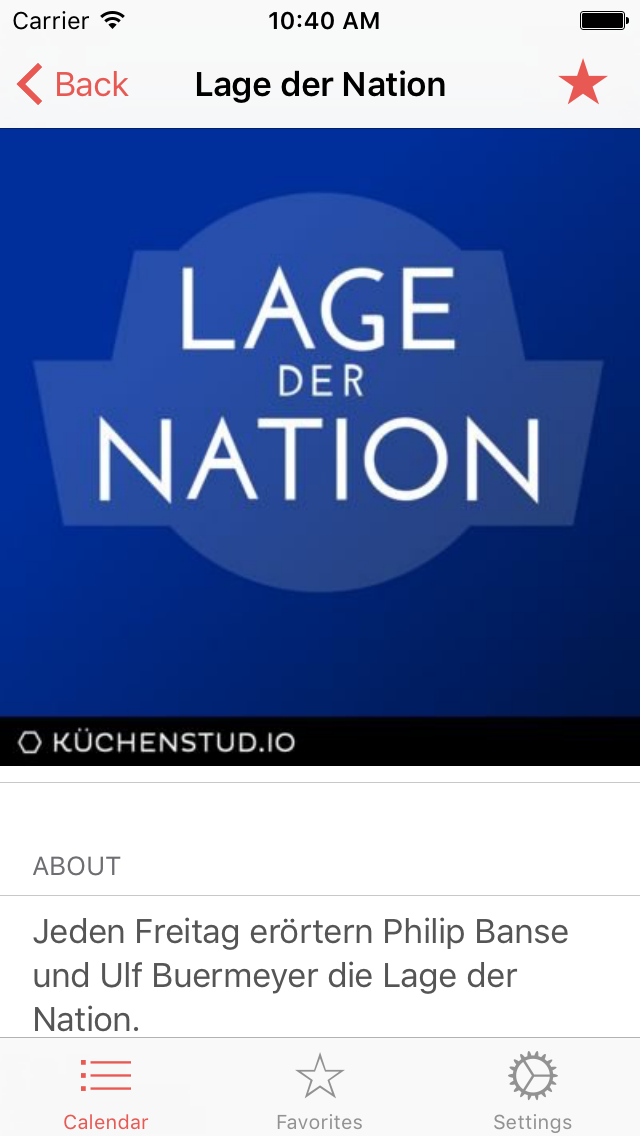 Carrier 10:40 AM
Back Lage der Nation
LAGE
DER
NATION
KÜCHENSTUD.IO
ABOUT
Jeden Freitag erörtern Philip Banse
und Ulf Buermeyer die Lage der
Nation.
Calendar Favorites Settings